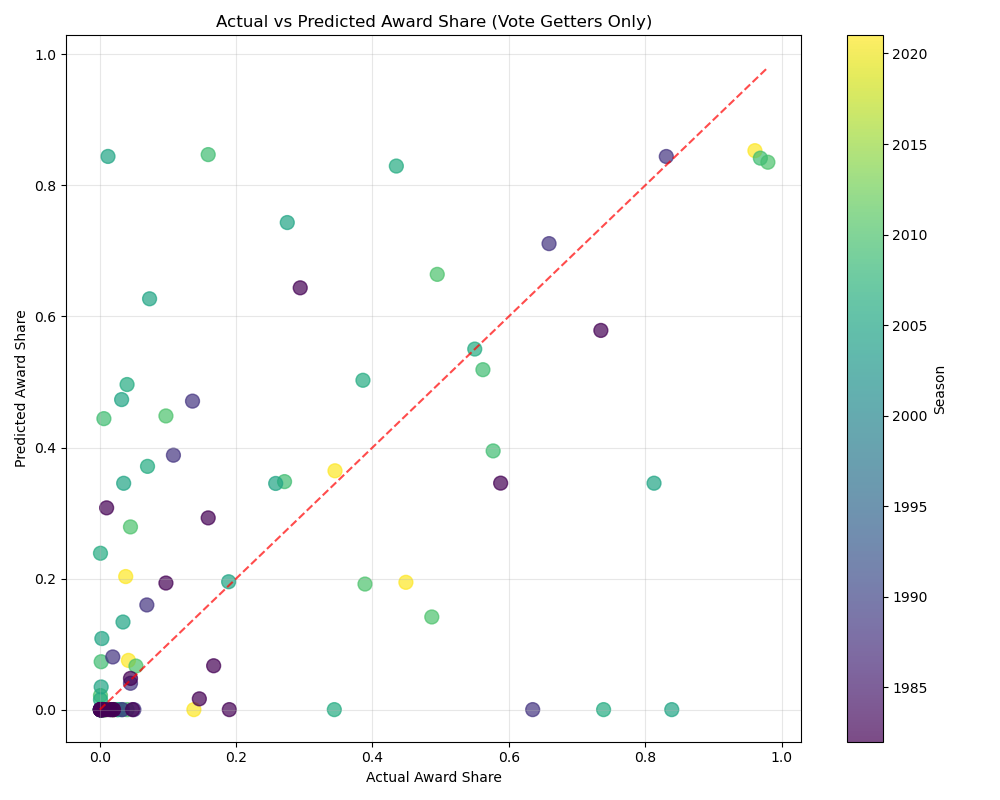 Actual vs Predicted Award Share (Vote Getters Only)
1.0
0.8
0.6
0.4
0.2
0.0
Predicted Award Share
0.0 0.2 0.4 0.6 0.8 1.0
Actual Award Share
2020
2015
2010
2005
2000
1995
1990
1985
Season